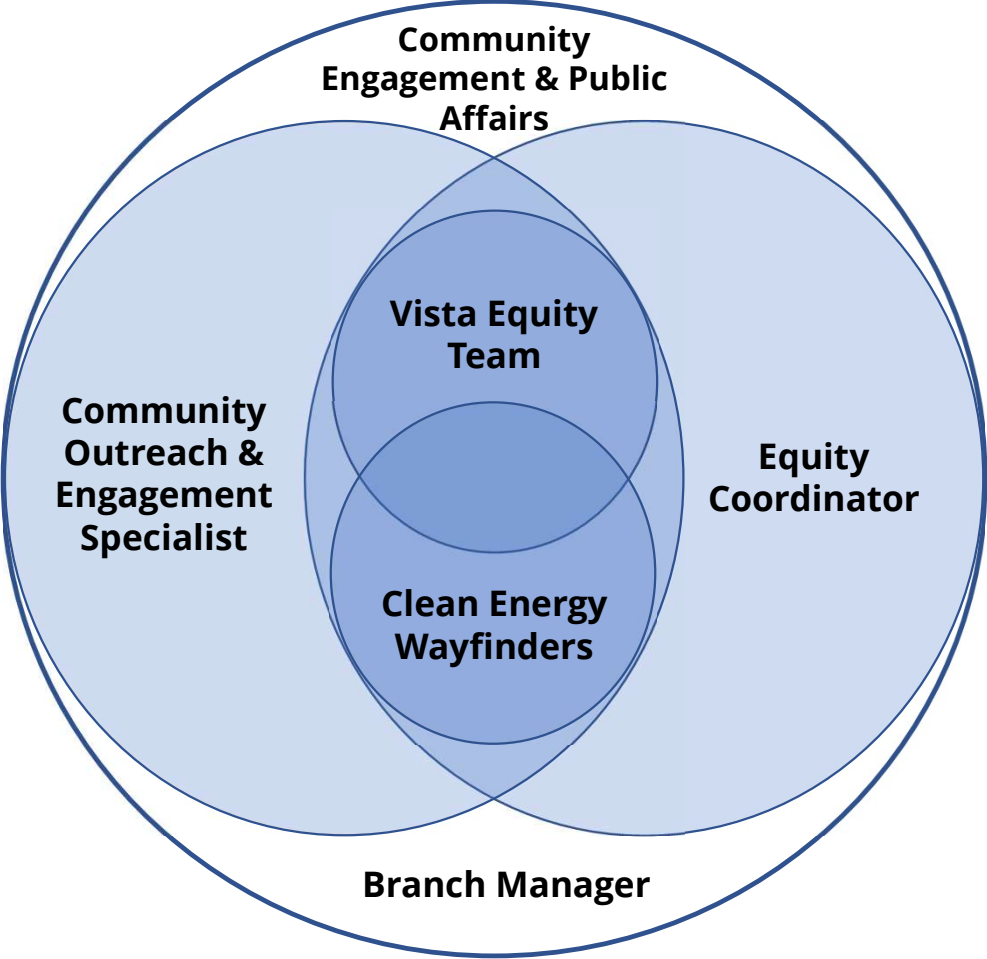 Community
Engagement & Public
Affairs
Vista Equity
Team
Community
Outreach &
Engagement
Specialist
Equity
Coordinator
Clean Energy
Wayfinders
Branch Manager